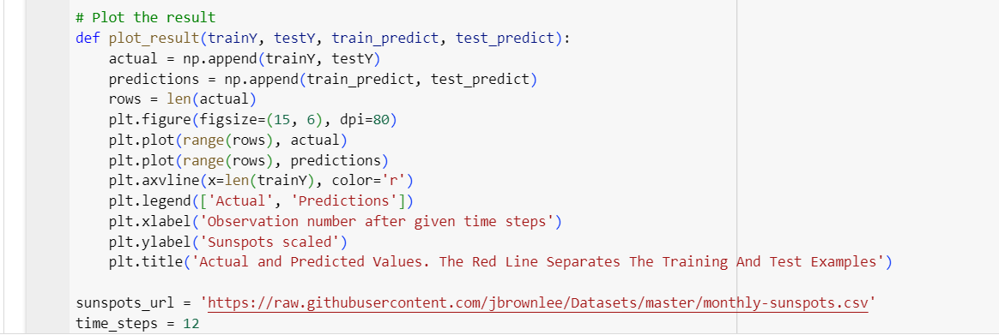 # Plot the result
def plot_result(trainY, testY, train_predict, test_predict):
    actual = np.append(trainY, testY)
    predictions = np.append(train_predict, test_predict)
    rows = len(actual)
    plt.figure(figsize=(15, 6), dpi=80)
    plt.plot(range(rows), actual)
    plt.plot(range(rows), predictions)
    plt.axvline(x=len(trainY), color='r')
    plt.legend(['Actual', 'Predictions'])
    plt.xlabel('Observation number after given time steps')
    plt.ylabel('Sunspots scaled')
    plt.title('Actual and Predicted Values. The Red Line Separates The Training And Test Examples')
sunspots_url = 'https://raw.githubusercontent.com/jbrownlee/Datasets/master/monthly-sunspots.csv'
time_steps = 12